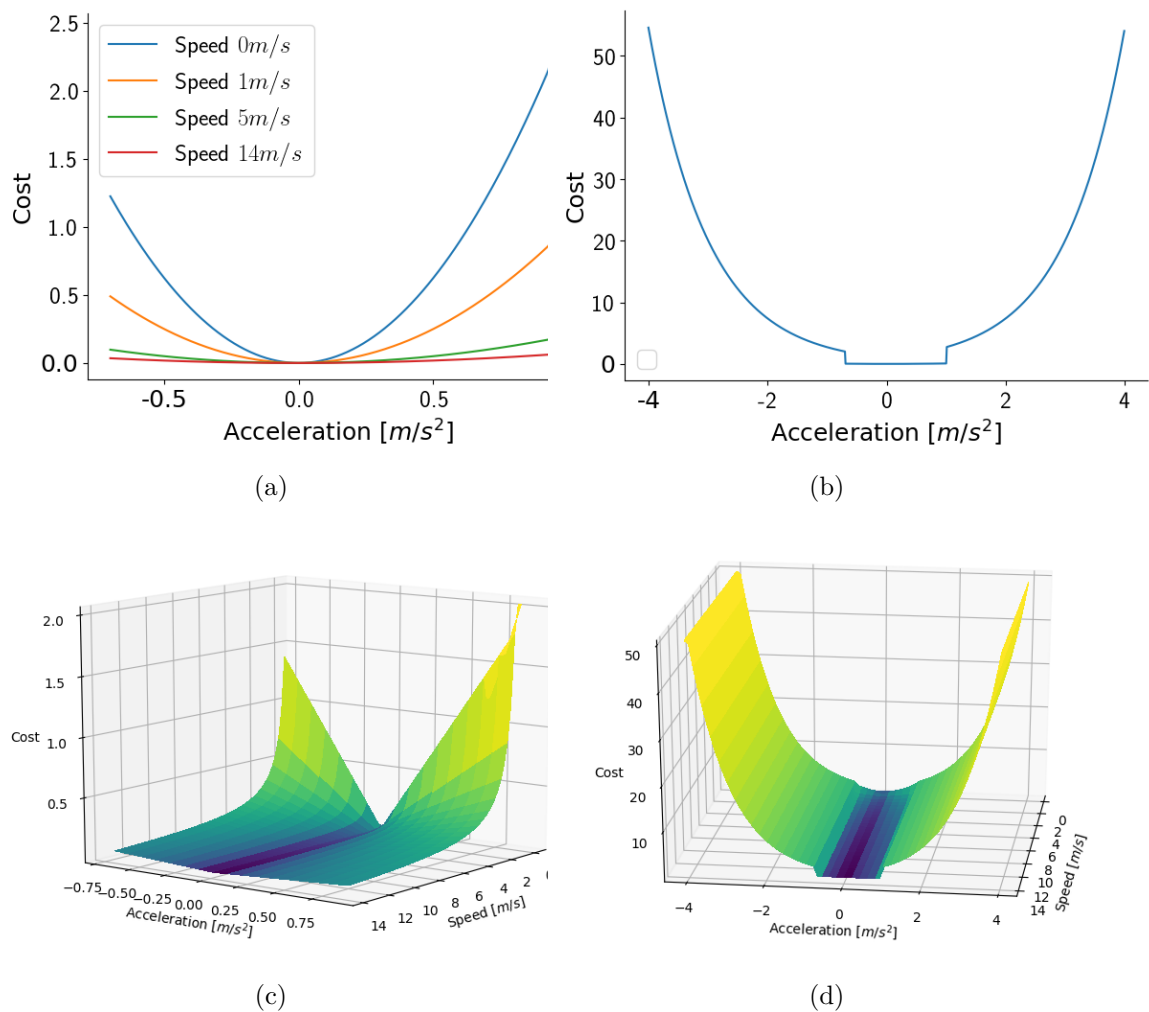 2.5
2.0
1.5
1.0
0.5
0.0
Cost
Speed 0m/s
Speed 1m/s
Speed 5m/s
Speed 14m/s
-0.5 0.0 0.5
Acceleration [m/s²]
(a)
50
40
30
20
10
0
Cost
-4 -2 0 2 4
Acceleration [m/s²]
(b)
2.0
1.5
1.0
0.5
Cost
−0.75 −0.50 −0.25 0.00 0.25 0.50 0.75
Acceleration [m/s²]
14 12 10 8 6 4 2
Speed [m/s]
(c)
50
40
30
20
10
Cost
−4 −2 0 2 4
Acceleration [m/s²]
0 2 4 6 8 10 12 14
Speed [m/s]
(d)